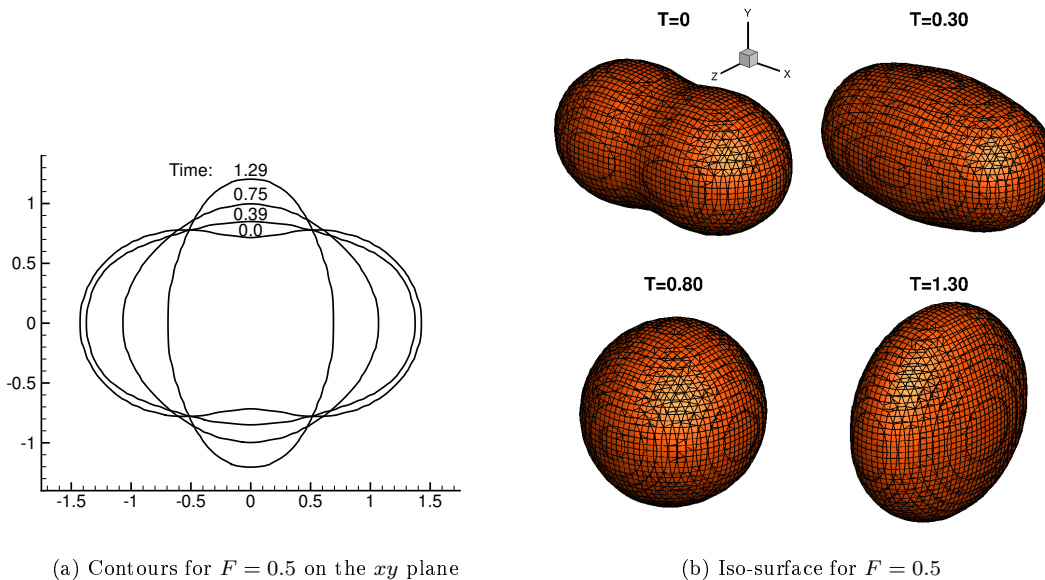 T=0
T=0.30
Y
Z
X
Time: 1.29
0.75
0.39
0.0
1
0.5
0
-0.5
-1
-1.5 -1 -0.5 0 0.5 1 1.5
T=0.80
T=1.30
(a) Contours for F = 0.5 on the xy plane
(b) Iso-surface for F = 0.5